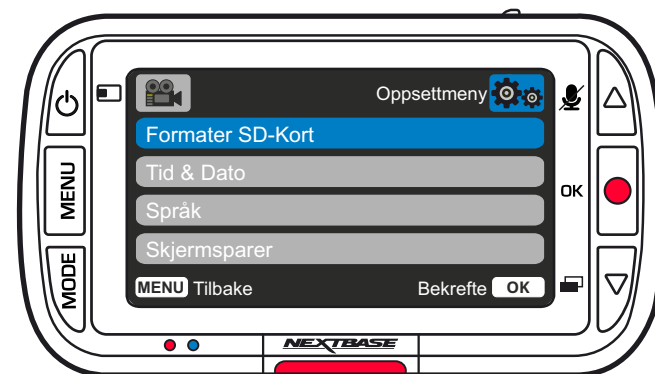 Oppsettmeny
Formater SD-Kort
Tid & Dato
Språk
Skjermsparer
MENU Tilbake
Bekrefte OK
MENU
MODE
OK
NEXTBASE